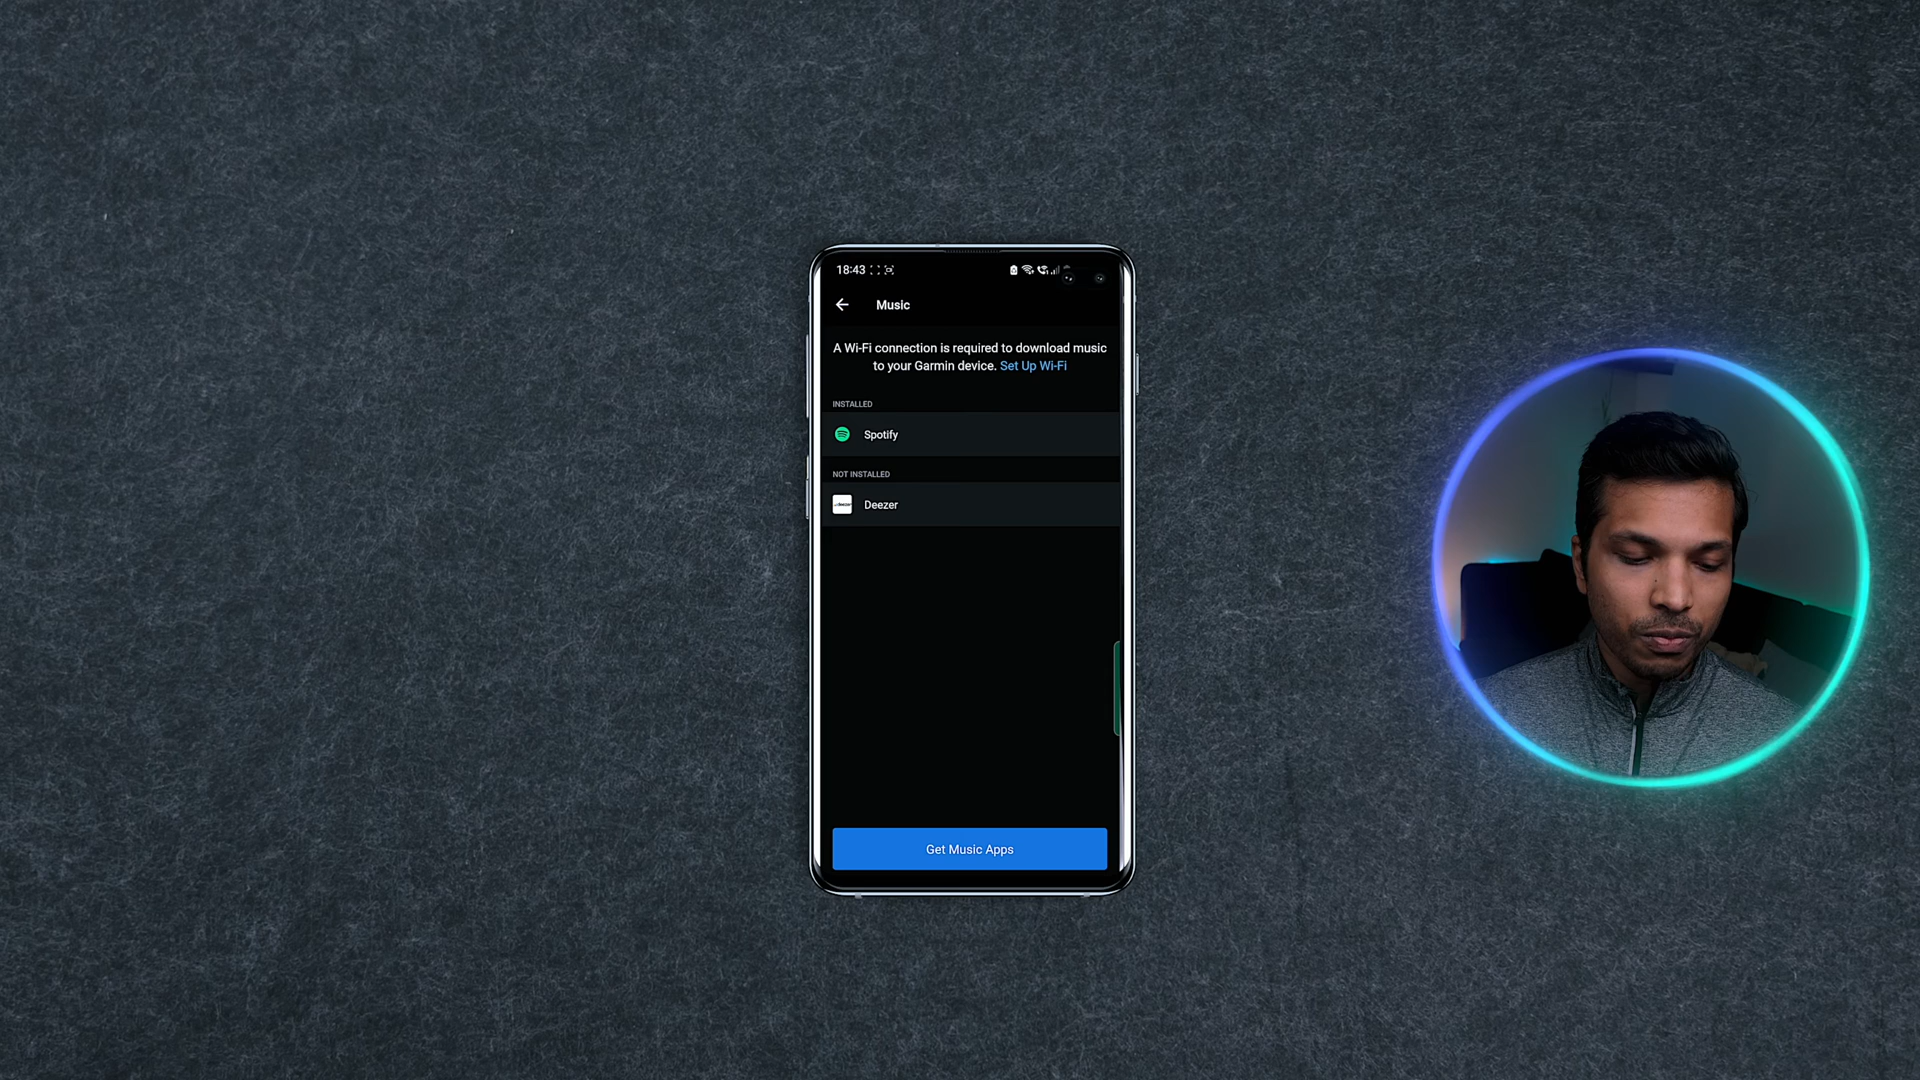 18:43
Music
A Wi-Fi connection is required to download music
to your Garmin device. Set Up Wi-Fi
INSTALLED
Spotify
NOT INSTALLED
Deezer
Get Music Apps